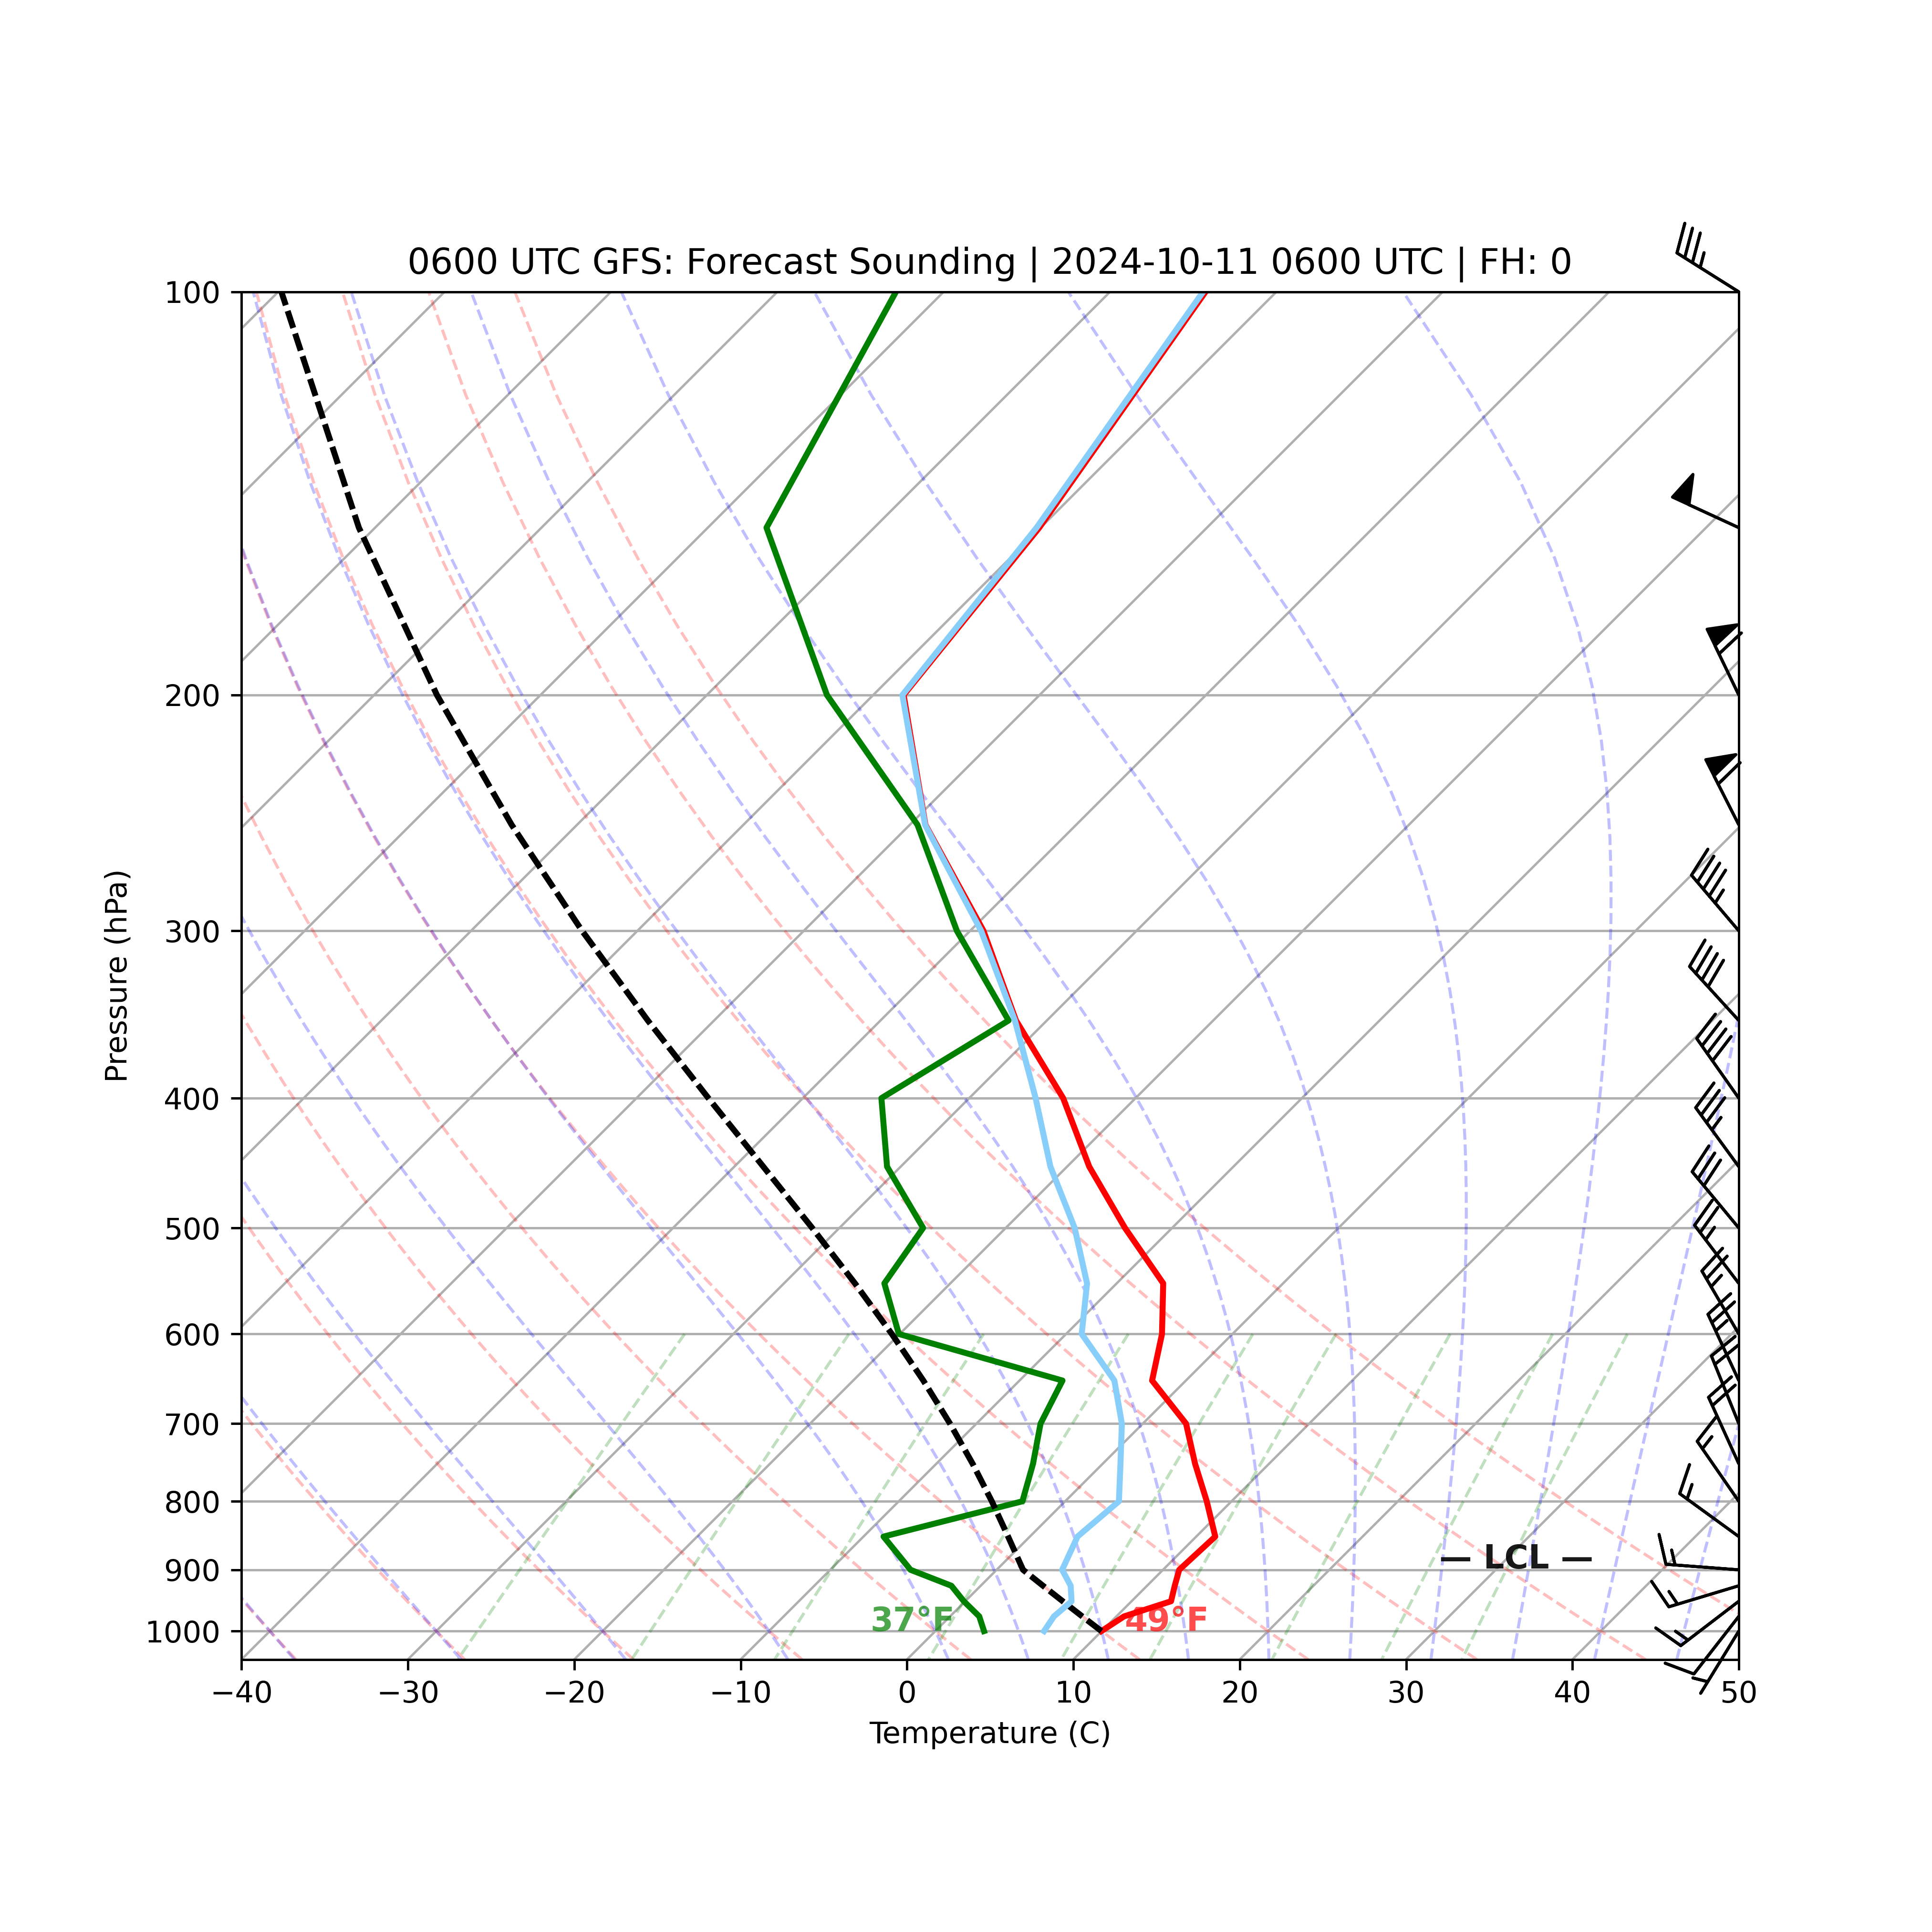 0600 UTC GFS: Forecast Sounding | 2024-10-11 0600 UTC | FH: 0
100
200
300
400
500
600
700
800
900
1000
Pressure (hPa)
— LCL —
37°F
49°F
−40 −30 −20 −10 0 10 20 30 40 50
Temperature (C)